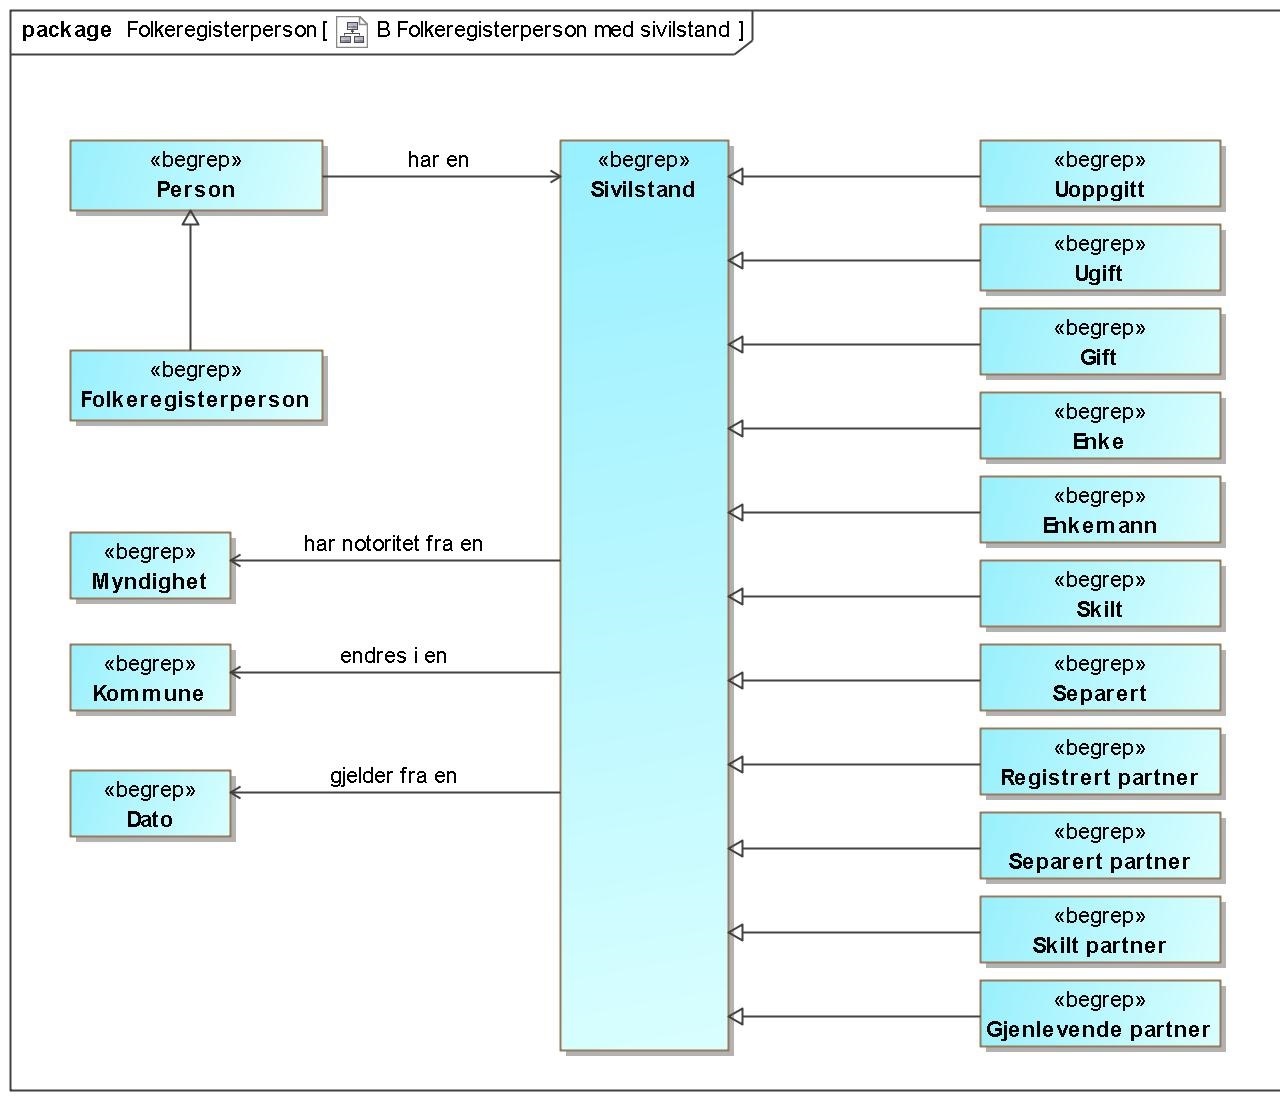 package Folkeregisterperson [ B Folkeregisterperson med sivilstand ]
«begrep»
Person
har en
«begrep»
Sivilstand
«begrep»
Folkeregisterperson
har notoritet fra en
«begrep»
Myndighet
endres i en
«begrep»
Kommune
gjelder fra en
«begrep»
Dato
«begrep»
Uoppgitt
«begrep»
Ugift
«begrep»
Gift
«begrep»
Enke
«begrep»
Enkemann
«begrep»
Skilt
«begrep»
Separert
«begrep»
Registrert partner
«begrep»
Separert partner
«begrep»
Skilt partner
«begrep»
Gjenlevende partner